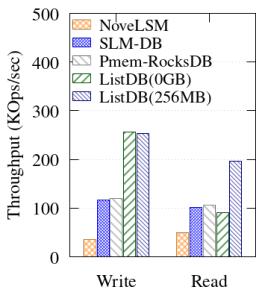 500
400
300
200
100
0
Throughput (KOps/sec)
NoveLSM
SLM-DB
Pmem-RocksDB
ListDB(0GB)
ListDB(256MB)
Write
Read